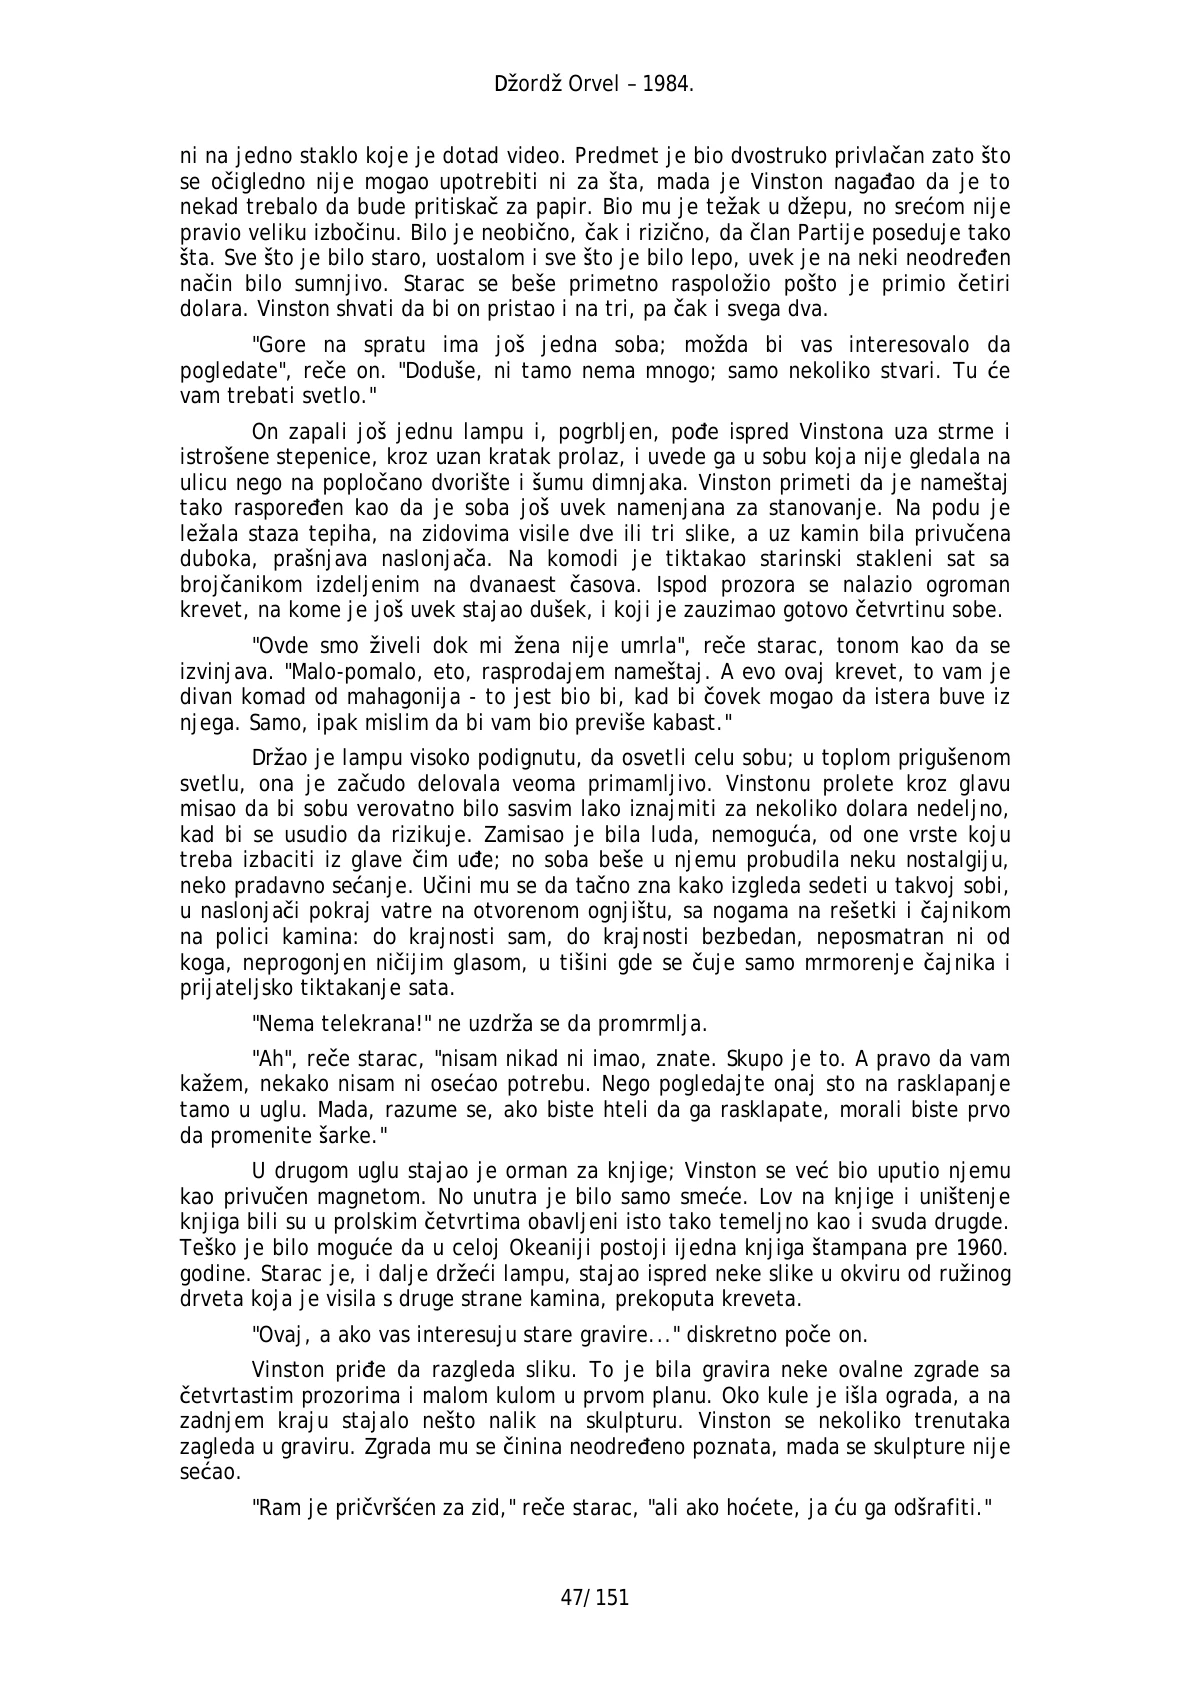 Džordž Orvel – 1984.
ni na jedno staklo koje je dotad video. Predmet je bio dvostruko privlačan zato što
se očigledno nije mogao upotrebiti ni za šta, mada je Vinston nagađao da je to
nekad trebalo da bude pritiskač za papir. Bio mu je težak u džepu, no srećom nije
pravio veliku izbočinu. Bilo je neobično, čak i rizično, da član Partije poseduje tako
šta. Sve što je bilo staro, uostalom i sve što je bilo lepo, uvek je na neki neodređen
način bilo sumnjivo. Starac se beše primetno raspoložio pošto je primio četiri
dolara. Vinston shvati da bi on pristao i na tri, pa čak i svega dva.
"Gore na spratu ima još jedna soba; možda bi vas interesovalo da
pogledate", reče on. "Doduše, ni tamo nema mnogo; samo nekoliko stvari. Tu će
vam trebati svetlo."
On zapali još jednu lampu i, pogrbljen, pođe ispred Vinstona uza strme i
istrošene stepenice, kroz uzan kratak prolaz, i uvede ga u sobu koja nije gledala na
ulicu nego na popločano dvorište i šumu dimnjaka. Vinston primeti da je nameštaj
tako raspoređen kao da je soba još uvek namenjana za stanovanje. Na podu je
ležala staza tepiha, na zidovima visile dve ili tri slike, a uz kamin bila privučena
duboka, prašnjava naslonjača. Na komodi je tiktakao starinski stakleni sat sa
brojčanikom izdeljenim na dvanaest časova. Ispod prozora se nalazio ogroman
krevet, na kome je još uvek stajao dušek, i koji je zauzimao gotovo četvrtinu sobe.
"Ovde smo živeli dok mi žena nije umrla", reče starac, tonom kao da se
izvinjava. "Malo-pomalo, eto, rasprodajem nameštaj. A evo ovaj krevet, to vam je
divan komad od mahagonija - to jest bio bi, kad bi čovek mogao da istera buve iz
njega. Samo, ipak mislim da bi vam bio previše kabast."
Držao je lampu visoko podignutu, da osvetli celu sobu; u toplom prigušenom
svetlu, ona je začudo delovala veoma primamljivo. Vinstonu prolete kroz glavu
misao da bi sobu verovatno bilo sasvim lako iznajmiti za nekoliko dolara nedeljno,
kad bi se usudio da rizikuje. Zamisao je bila luda, nemoguća, od one vrste koju
treba izbaciti iz glave čim uđe; no soba beše u njemu probudila neku nostalgiju,
neko pradavno sećanje. Učini mu se da tačno zna kako izgleda sedeti u takvoj sobi,
u naslonjači pokraj vatre na otvorenom ognjištu, sa nogama na rešetki i čajnikom
na polici kamina: do krajnosti sam, do krajnosti bezbedan, neposmatran ni od
koga, neprogonjen ničijim glasom, u tišini gde se čuje samo mrmorenje čajnika i
prijateljsko tiktakanje sata.
"Nema telekrana!" ne uzdrža se da promrmlja.
"Ah", reče starac, "nisam nikad ni imao, znate. Skupo je to. A pravo da vam
kažem, nekako nisam ni osećao potrebu. Nego pogledajte onaj sto na rasklapanje
tamo u uglu. Mada, razume se, ako biste hteli da ga rasklapate, morali biste prvo
da promenite šarke."
U drugom uglu stajao je orman za knjige; Vinston se već bio uputio njemu
kao privučen magnetom. No unutra je bilo samo smeće. Lov na knjige i uništenje
knjiga bili su u prolskim četvrtima obavljeni isto tako temeljno kao i svuda drugde.
Teško je bilo moguće da u celoj Okeaniji postoji ijedna knjiga štampana pre 1960.
godine. Starac je, i dalje držeći lampu, stajao ispred neke slike u okviru od ružinog
drveta koja je visila s druge strane kamina, prekoputa kreveta.
"Ovaj, a ako vas interesuju stare gravire..." diskretno poče on.
Vinston priđe da razgleda sliku. To je bila gravira neke ovalne zgrade sa
četvrtastim prozorima i malom kulom u prvom planu. Oko kule je išla ograda, a na
zadnjem kraju stajalo nešto nalik na skulpturu. Vinston se nekoliko trenutaka
zagleda u graviru. Zgrada mu se činina neodređeno poznata, mada se skulpture nije
sećao.
"Ram je pričvršćen za zid," reče starac, "ali ako hoćete, ja ću ga odšrafiti."
47/151